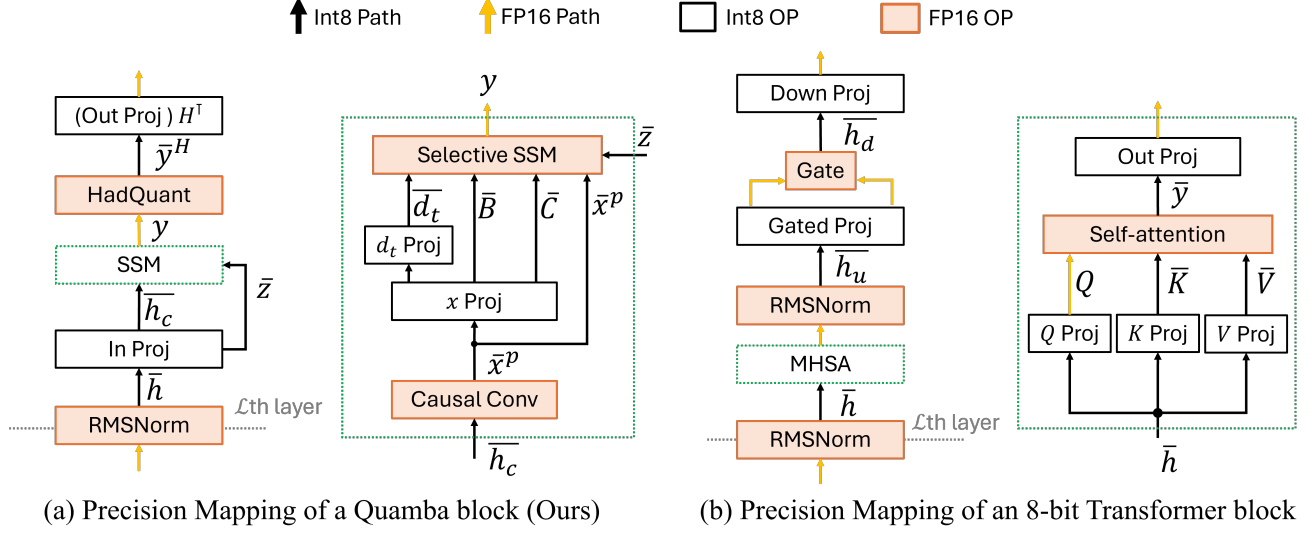 Int8 Path
FP16 Path
Int8 OP
FP16 OP
(Out Proj ) H^⊺
ȳ^H
HadQuant
y
SSM
z̄
h̅_c̅
In Proj
h̄
RMSNorm
ℒth layer
y
Selective SSM
z̄
d̅_t̅
B̄
C̄
x̄^p
d_t Proj
x Proj
x̄^p
Causal Conv
h̅_c̅
Down Proj
h̅_d̅
Gate
Gated Proj
h̅_u̅
RMSNorm
MHSA
h̄
ℒth layer
RMSNorm
Out Proj
ȳ
Self-attention
Q
K̄
V̄
Q Proj
K Proj
V Proj
h̄
(a) Precision Mapping of a Quamba block (Ours)
(b) Precision Mapping of an 8-bit Transformer block